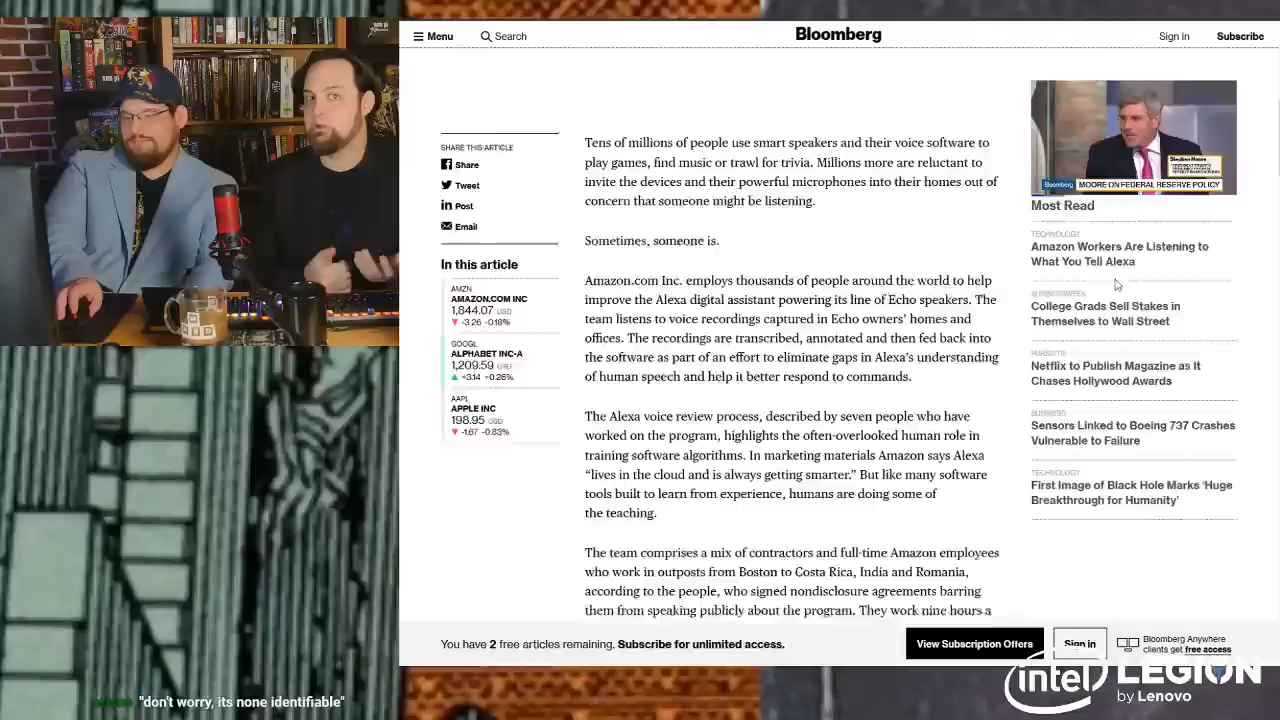 Menu
Search
Bloomberg
Sign in
Subscribe
SHARE THIS ARTICLE
Share
Tweet
Post
Email
In this article
AMZN
AMAZON.COM INC
1,844.07 USD
-3.26 -0.18%
GOOGL
ALPHABET INC-A
1,209.59 USD
+3.14 +0.26%
AAPL
APPLE INC
198.95 USD
-1.67 -0.83%
Tens of millions of people use smart speakers and their voice software to
play games, find music or trawl for trivia. Millions more are reluctant to
invite the devices and their powerful microphones into their homes out of
concern that someone might be listening.
Sometimes, someone is.
Amazon.com Inc. employs thousands of people around the world to help
improve the Alexa digital assistant powering its line of Echo speakers. The
team listens to voice recordings captured in Echo owners' homes and
offices. The recordings are transcribed, annotated and then fed back into
the software as part of an effort to eliminate gaps in Alexa's understanding
of human speech and help it better respond to commands.
The Alexa voice review process, described by seven people who have
worked on the program, highlights the often-overlooked human role in
training software algorithms. In marketing materials Amazon says Alexa
“lives in the cloud and is always getting smarter.” But like many software
tools built to learn from experience, humans are doing some of
the teaching.
The team comprises a mix of contractors and full-time Amazon employees
who work in outposts from Boston to Costa Rica, India and Romania,
according to the people, who signed nondisclosure agreements barring
them from speaking publicly about the program. They work nine hours a
Stephen Moore
Bloomberg
MOORE ON FEDERAL RESERVE POLICY
Most Read
TECHNOLOGY
Amazon Workers Are Listening to
What You Tell Alexa
BUSINESSWEEK
College Grads Sell Stakes in
Themselves to Wall Street
PURSUITS
Netflix to Publish Magazine as It
Chases Hollywood Awards
BUSINESS
Sensors Linked to Boeing 737 Crashes
Vulnerable to Failure
TECHNOLOGY
First Image of Black Hole Marks ‘Huge
Breakthrough for Humanity’
You have 2 free articles remaining. Subscribe for unlimited access.
View Subscription Offers
Sign in
Bloomberg Anywhere
clients get free access
intel
LEGION
by Lenovo
"don't worry, its none identifiable"